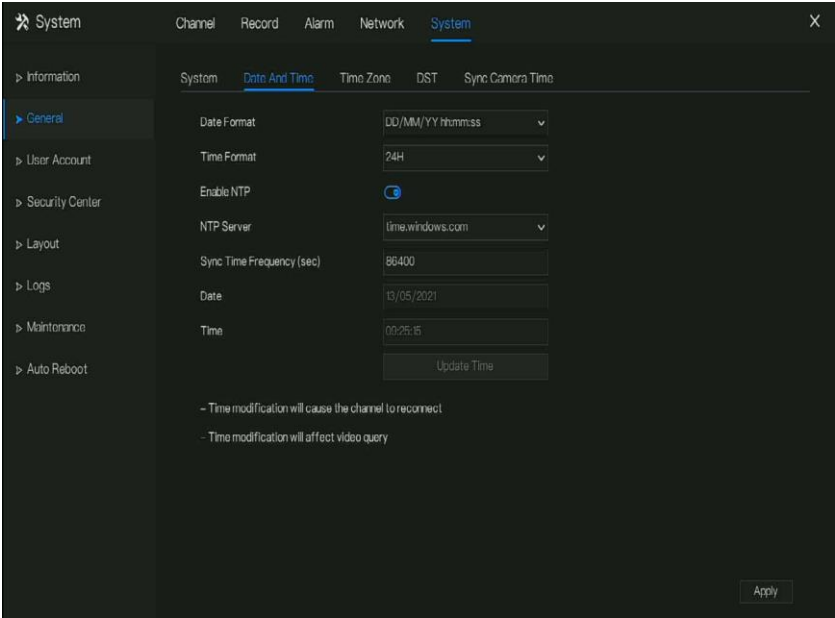 System
Channel Record Alarm Network System X
Information
General
User Account
Security Center
Layout
Logs
Maintenance
Auto Reboot
System Date And Time Time Zone DST Sync Camera Time
Date Format DD/MM/YY hh:mm:ss
Time Format 24H
Enable NTP
NTP Server time.windows.com
Sync Time Frequency (sec) 86400
Date 13/05/2021
Time 09:25:15
Update Time
– Time modification will cause the channel to reconnect
– Time modification will affect video query
Apply